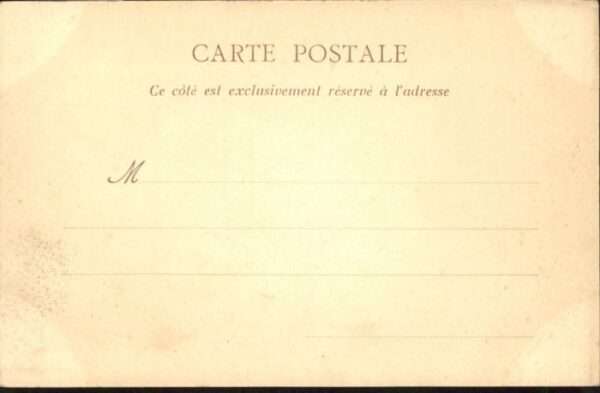 CARTE POSTALE
Ce côté est exclusivement réservé à l'adresse
M